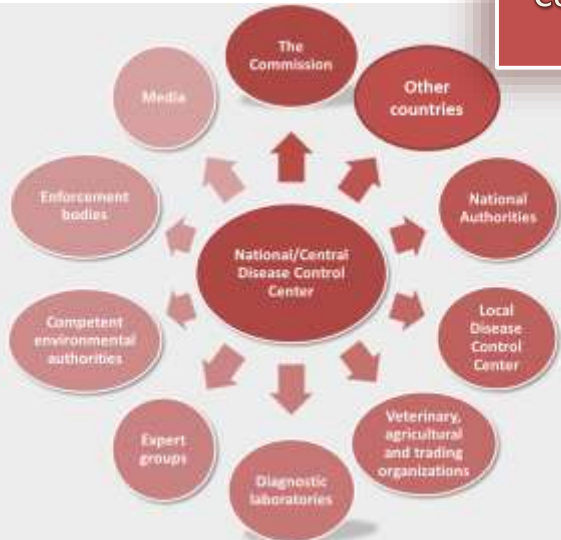 The
Commission
Other
countries
National
Authorities
Local
Disease
Control
Center
Veterinary,
agricultural
and trading
organizations
Diagnostic
laboratories
Expert
groups
Competent
environmental
authorities
Enforcement
bodies
Media
National/Central
Disease Control
Center